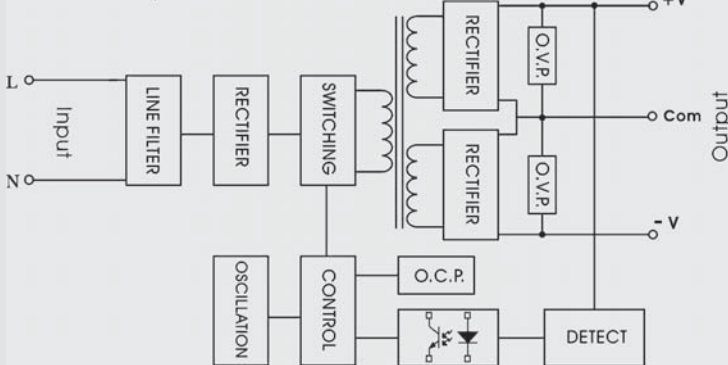 +V
RECTIFIER
O.V.P.
L
LINE FILTER
RECTIFIER
SWITCHING
Input
Com
Output
N
RECTIFIER
O.V.P.
- V
OSCILLATION
CONTROL
O.C.P.
DETECT